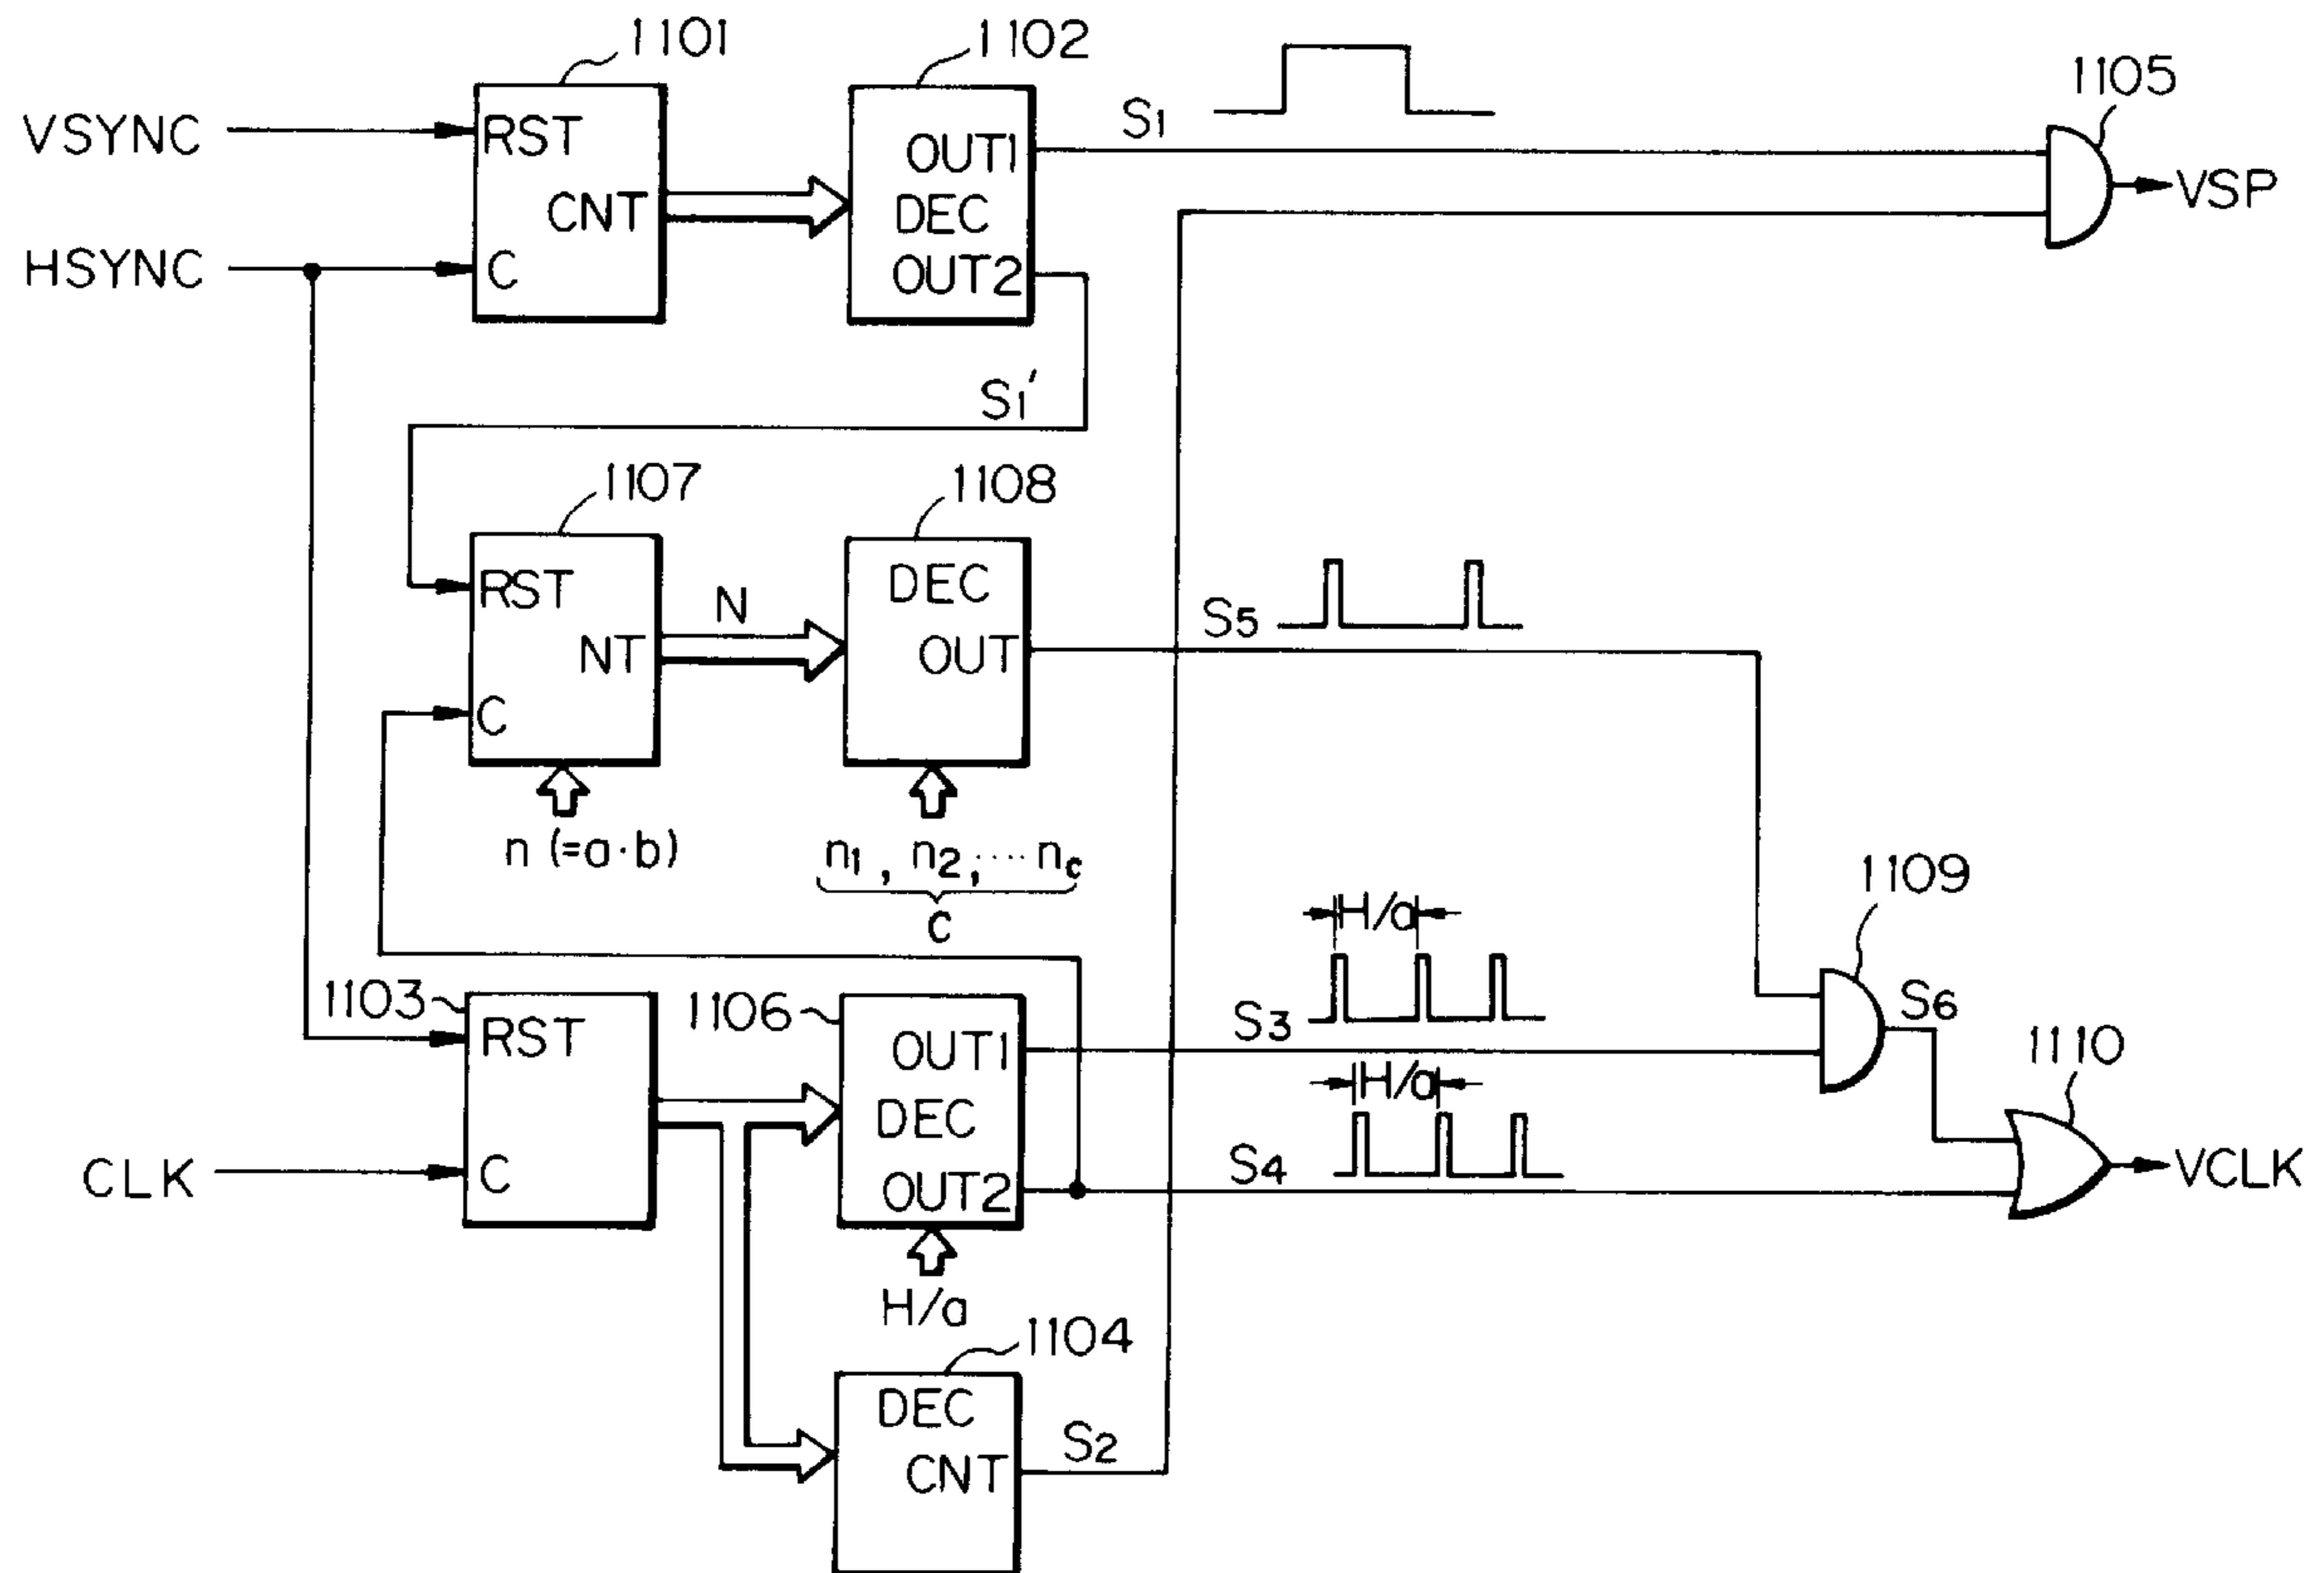 1101
1102
1105
VSYNC
RST
CNT
HSYNC
C
OUT1
DEC
OUT2
S1
VSP
S1'
1107
1108
RST
NT
C
N
DEC
OUT
S5
n (=a·b)
n1 , n2 , ···· nc
C
1109
H/a
1103
RST
1106
OUT1
DEC
OUT2
S3
H/a
S6
1110
CLK
C
S4
VCLK
H/a
1104
DEC
CNT
S2